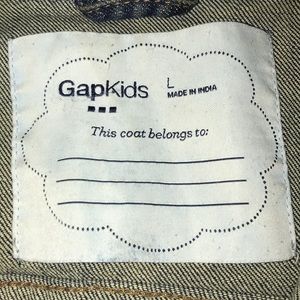 GapKids L
MADE IN INDIA
This coat belongs to: